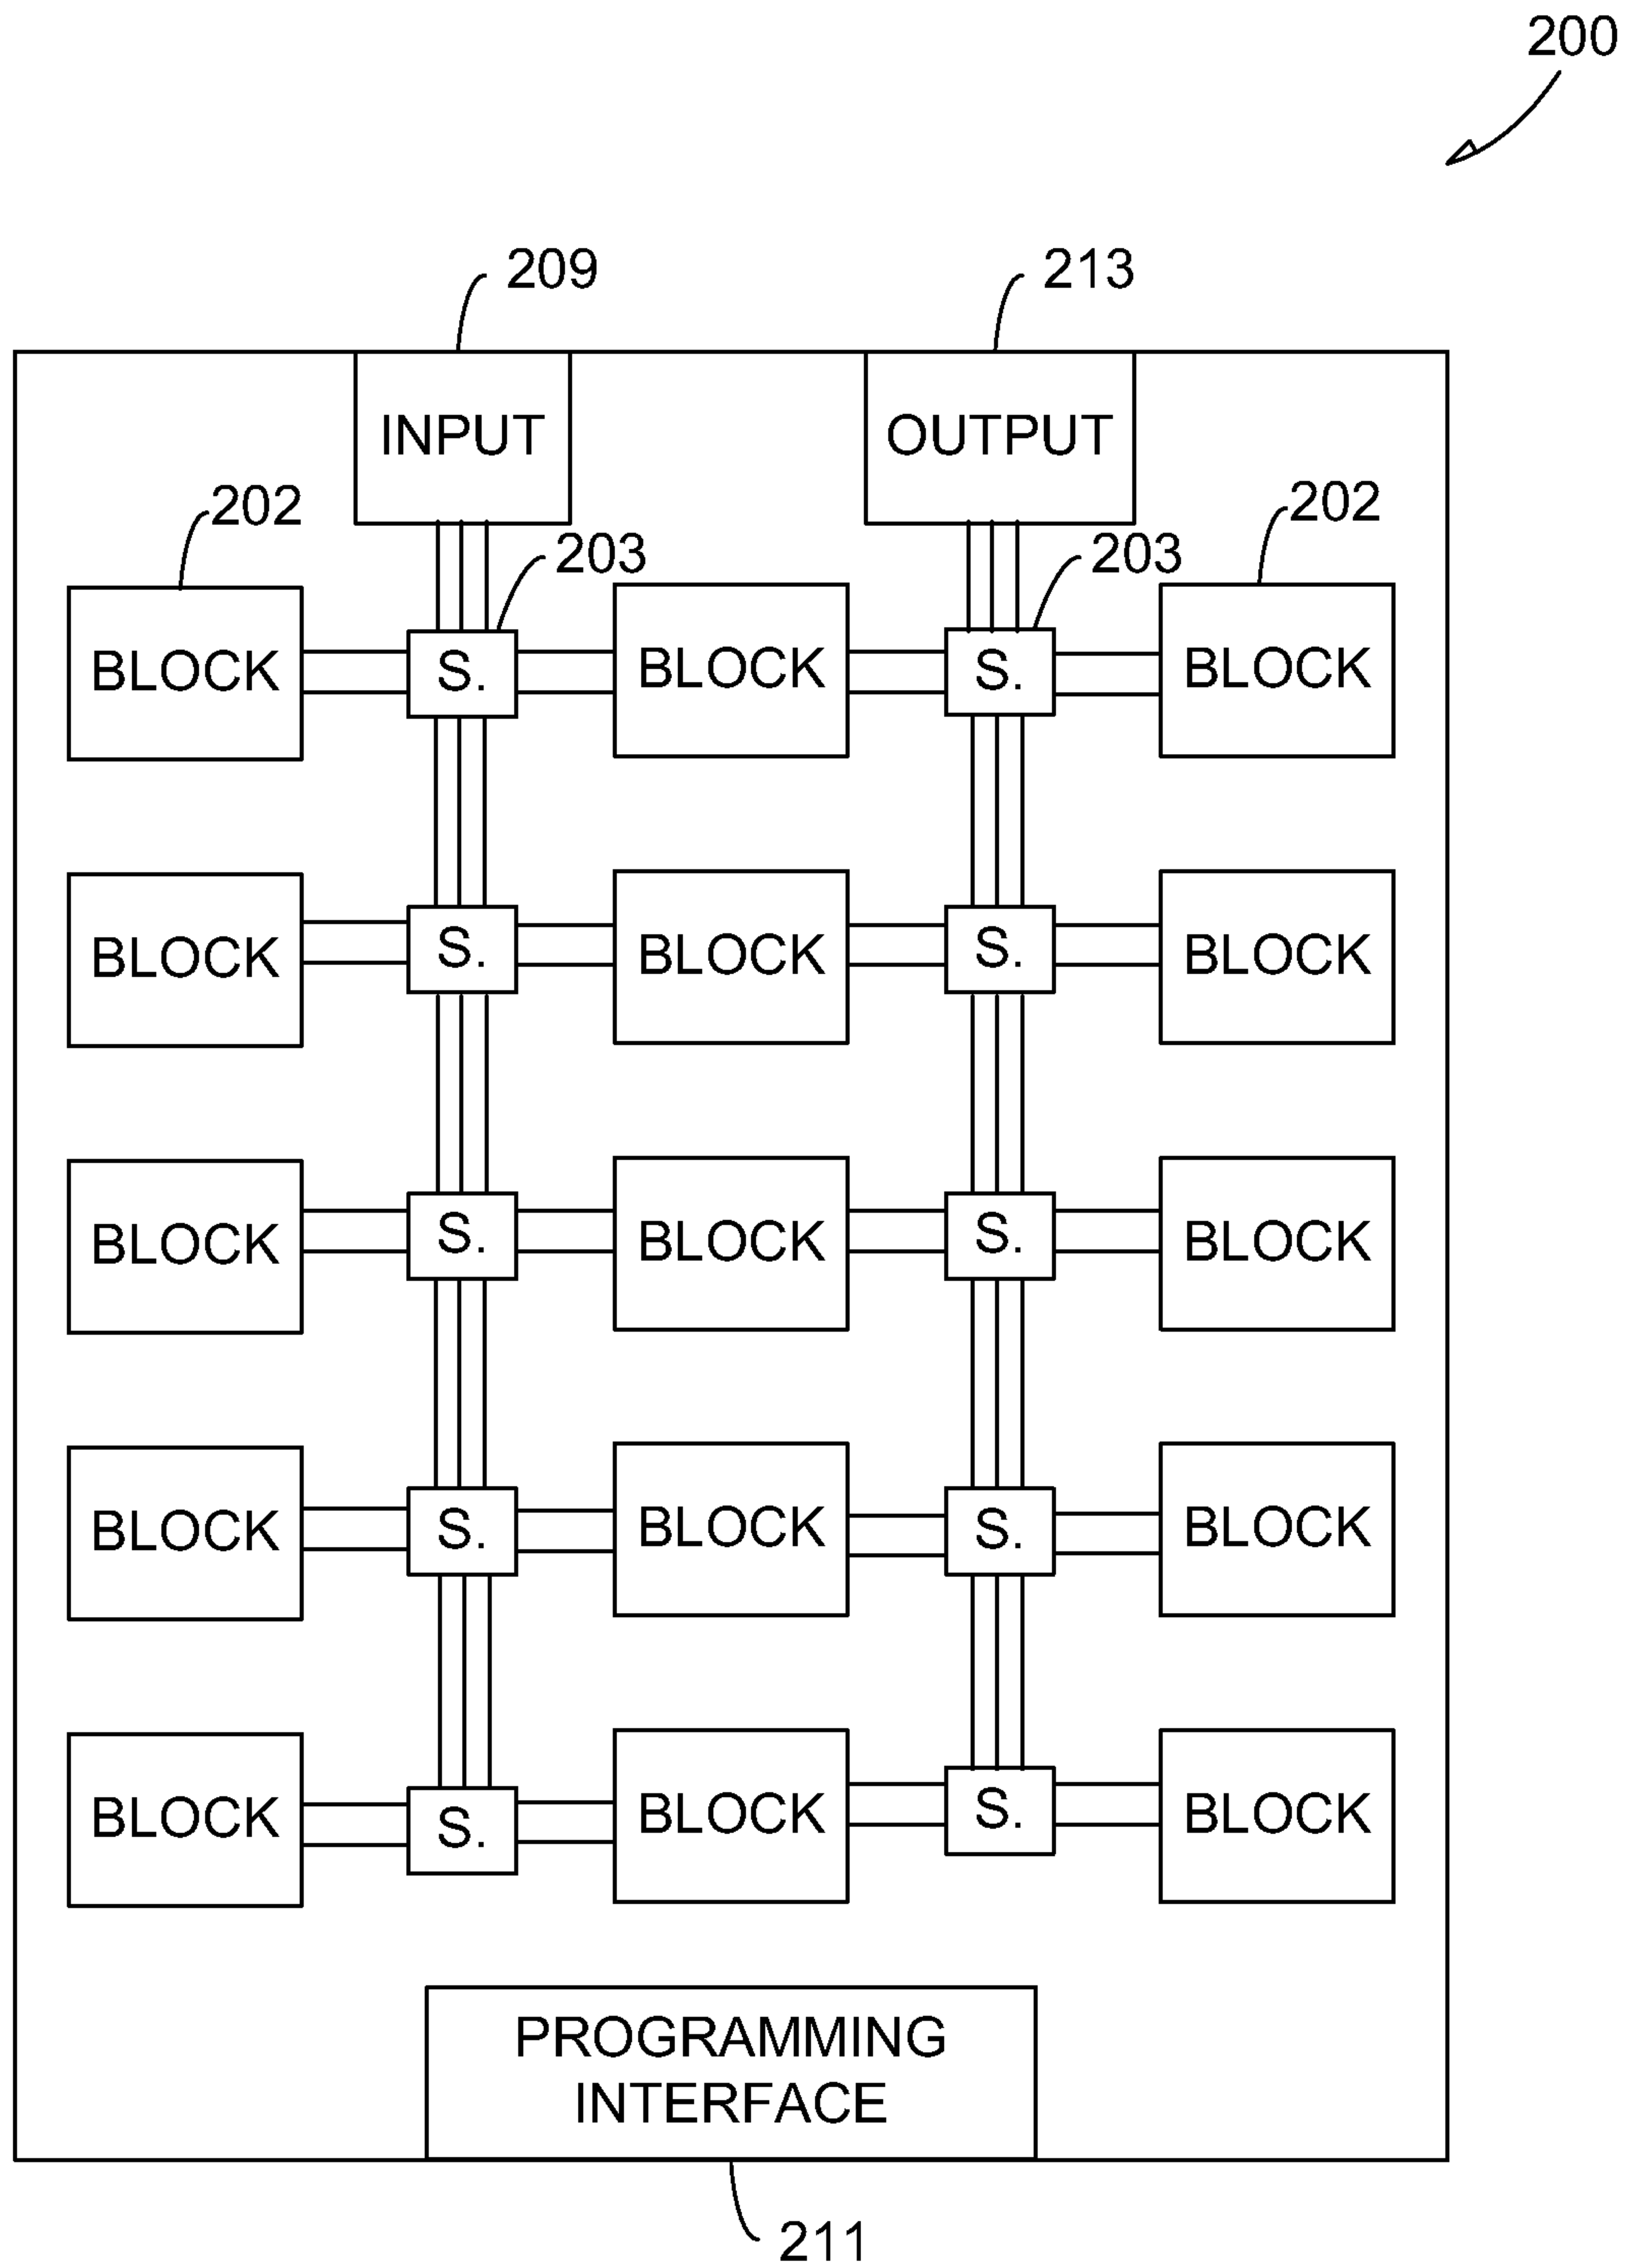 200
209
213
INPUT
OUTPUT
202
202
203
203
BLOCK
S.
BLOCK
S.
BLOCK
BLOCK
S.
BLOCK
S.
BLOCK
BLOCK
S.
BLOCK
S.
BLOCK
BLOCK
S.
BLOCK
S.
BLOCK
BLOCK
S.
BLOCK
S.
BLOCK
PROGRAMMING
INTERFACE
211